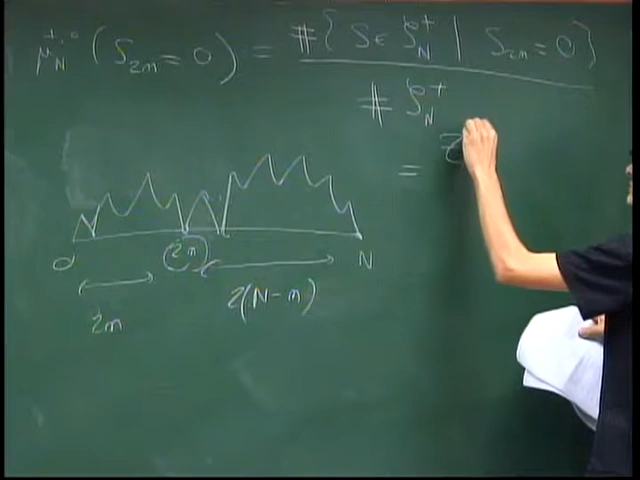 μ_N^{+,0} (S_{2m}=0) = #{ S ∈ 𝒮_N^+ | S_{2m}=0 }
# 𝒮_N^+
= Z
0 2m N
2m 2(N-m)